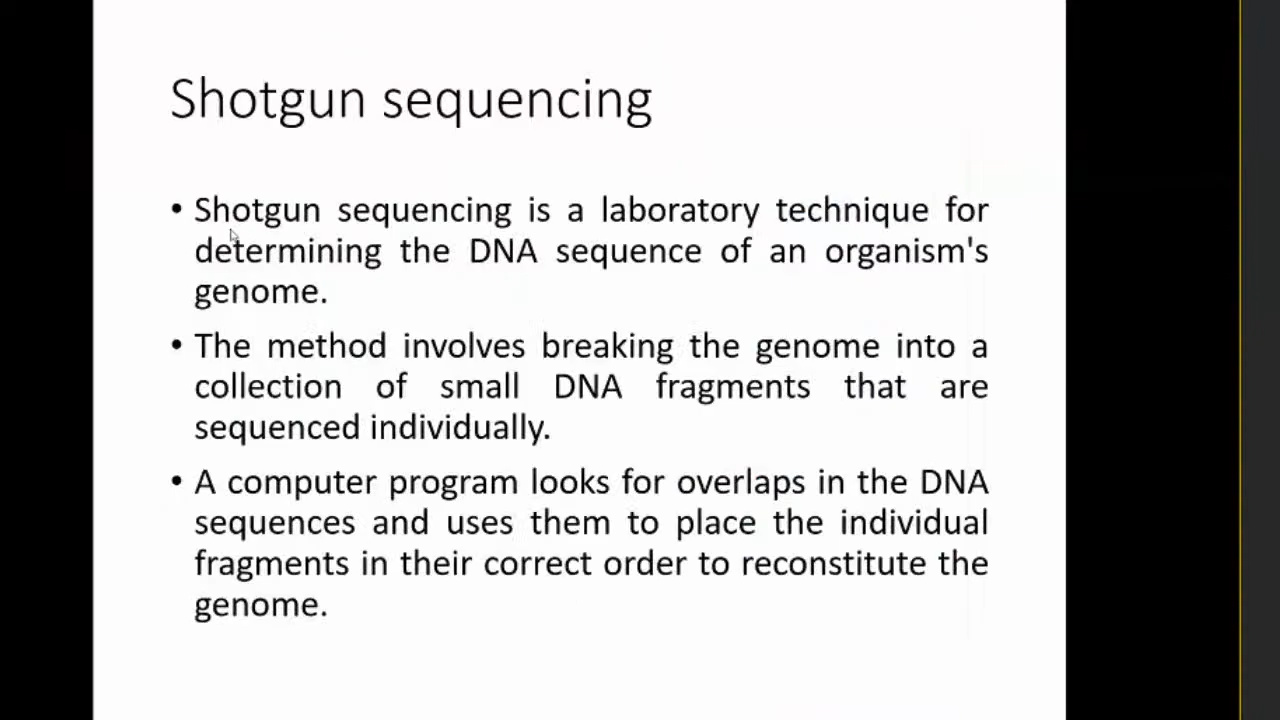 Shotgun sequencing
• Shotgun sequencing is a laboratory technique for
determining the DNA sequence of an organism's
genome.
• The method involves breaking the genome into a
collection of small DNA fragments that are
sequenced individually.
• A computer program looks for overlaps in the DNA
sequences and uses them to place the individual
fragments in their correct order to reconstitute the
genome.